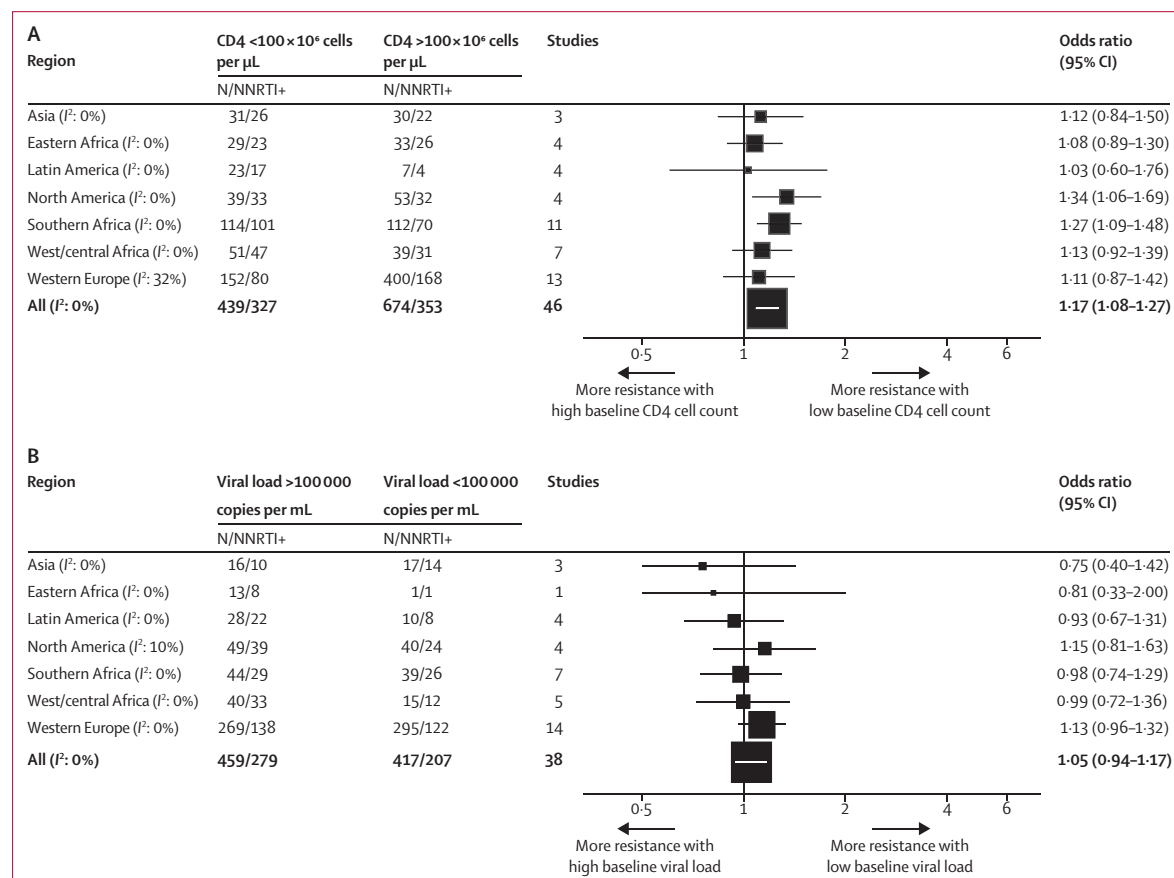 A
Region CD4 <100 × 10⁶ cells per µL CD4 >100 × 10⁶ cells per µL Studies Odds ratio (95% CI)
N/NNRTI+ N/NNRTI+
Asia (I²: 0%) 31/26 30/22 3 1·12 (0·84–1·50)
Eastern Africa (I²: 0%) 29/23 33/26 4 1·08 (0·89–1·30)
Latin America (I²: 0%) 23/17 7/4 4 1·03 (0·60–1·76)
North America (I²: 0%) 39/33 53/32 4 1·34 (1·06–1·69)
Southern Africa (I²: 0%) 114/101 112/70 11 1·27 (1·09–1·48)
West/central Africa (I²: 0%) 51/47 39/31 7 1·13 (0·92–1·39)
Western Europe (I²: 32%) 152/80 400/168 13 1·11 (0·87–1·42)
All (I²: 0%) 439/327 674/353 46 1·17 (1·08–1·27)
0·5 1 2 4 6
More resistance with
high baseline CD4 cell count
More resistance with
low baseline CD4 cell count
B
Region Viral load >100 000 copies per mL Viral load <100 000 copies per mL Studies Odds ratio (95% CI)
N/NNRTI+ N/NNRTI+
Asia (I²: 0%) 16/10 17/14 3 0·75 (0·40–1·42)
Eastern Africa (I²: 0%) 13/8 1/1 1 0·81 (0·33–2·00)
Latin America (I²: 0%) 28/22 10/8 4 0·93 (0·67–1·31)
North America (I²: 10%) 49/39 40/24 4 1·15 (0·81–1·63)
Southern Africa (I²: 0%) 44/29 39/26 7 0·98 (0·74–1·29)
West/central Africa (I²: 0%) 40/33 15/12 5 0·99 (0·72–1·36)
Western Europe (I²: 0%) 269/138 295/122 14 1·13 (0·96–1·32)
All (I²: 0%) 459/279 417/207 38 1·05 (0·94–1·17)
0·5 1 2 4 6
More resistance with
high baseline viral load
More resistance with
low baseline viral load